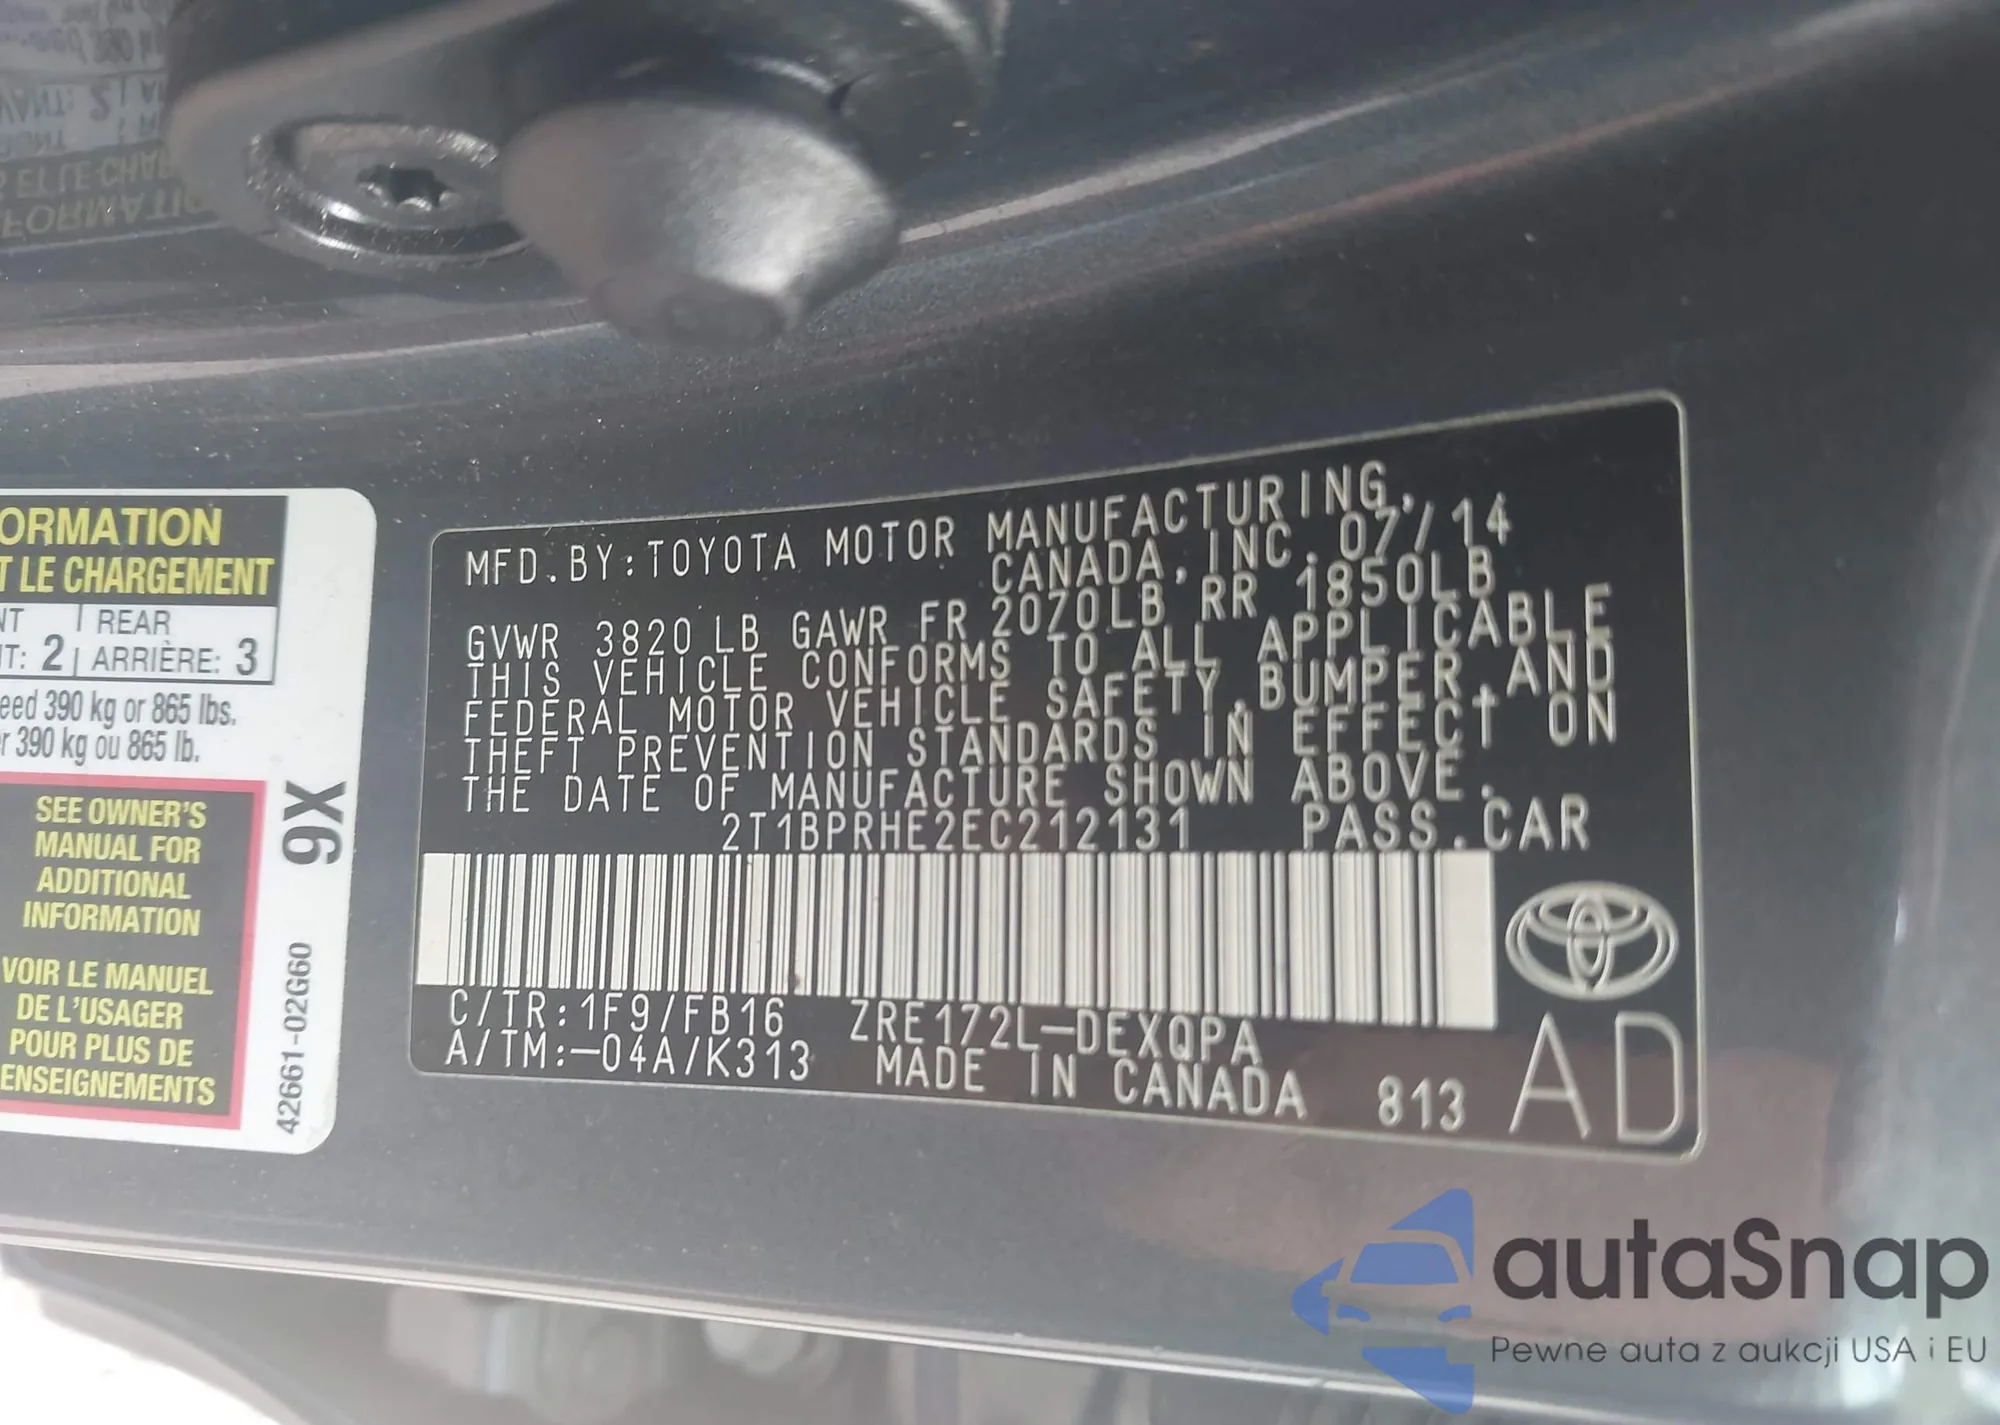 ORMATION
T LE CHARGEMENT
NT | REAR
T: 2 | ARRIÈRE: 3
eed 390 kg or 865 lbs.
r 390 kg ou 865 lb.
SEE OWNER'S
MANUAL FOR
ADDITIONAL
INFORMATION
VOIR LE MANUEL
DE L'USAGER
POUR PLUS DE
ENSEIGNEMENTS
9X
42661-02G60
MFD.BY:TOYOTA MOTOR MANUFACTURING,
CANADA, INC. 07/14
GVWR 3820LB GAWR FR 2070LB RR 1850LB
THIS VEHICLE CONFORMS TO ALL APPLICABLE
FEDERAL MOTOR VEHICLE SAFETY,BUMPER,AND
THEFT PREVENTION STANDARDS IN EFFECT ON
THE DATE OF MANUFACTURE SHOWN ABOVE.
2T1BPRHE2EC212131 PASS.CAR
C/TR:1F9/FB16 ZRE172L-DEXQPA
A/TM:-04A/K313 MADE IN CANADA 813
AD
autaSnap
Pewne auta z aukcji USA i EU